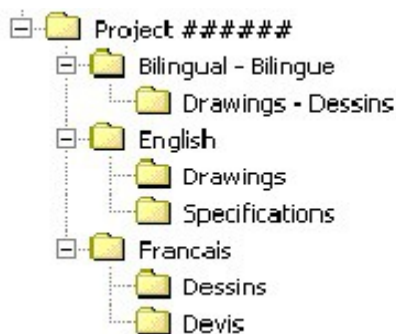 Project ######
Bilingual - Bilingue
Drawings - Dessins
English
Drawings
Specifications
Francais
Dessins
Devis